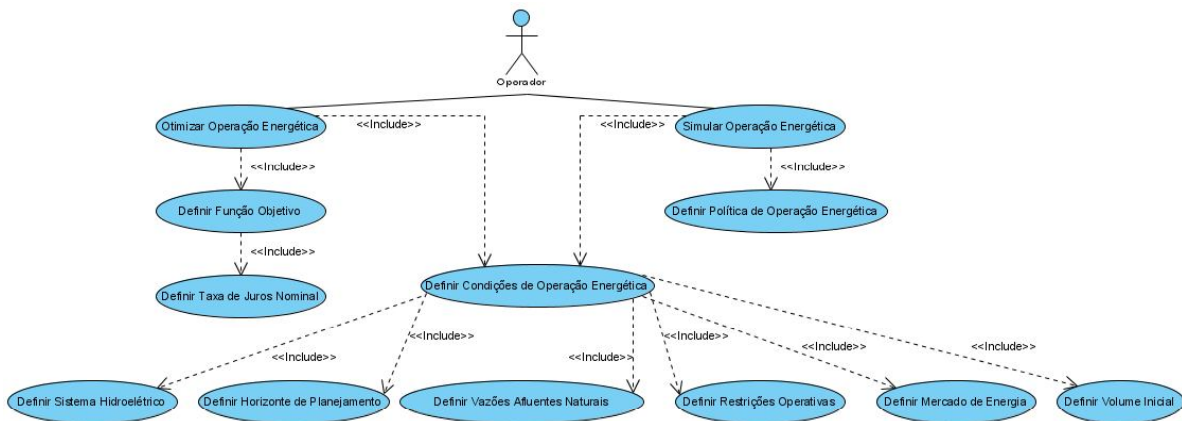 Operador
Otimizar Operação Energética
<<Include>>
<<Include>>
Simular Operação Energética
<<Include>>
<<Include>>
Definir Função Objetivo
Definir Política de Operação Energética
<<Include>>
Definir Condições de Operação Energética
Definir Taxa de Juros Nominal
<<Include>>
<<Include>>
<<Include>>
<<Include>>
<<Include>>
<<Include>>
Definir Sistema Hidroelétrico
Definir Horizonte de Planejamento
Definir Vazões Afluentes Naturais
Definir Restrições Operativas
Definir Mercado de Energia
Definir Volume Inicial